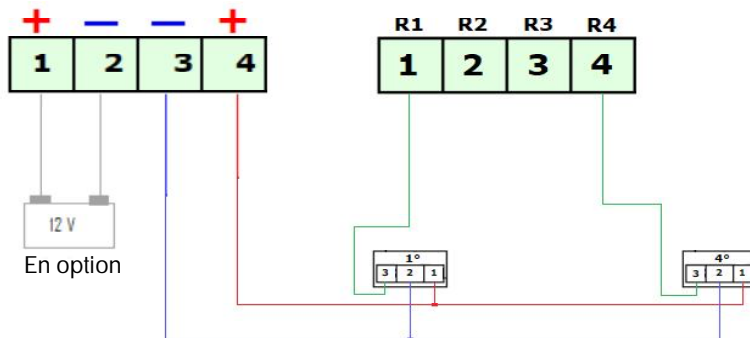 + — — +
1 2 3 4
R1 R2 R3 R4
1 2 3 4
12 V
En option
1°
3 2 1
4°
3 2 1